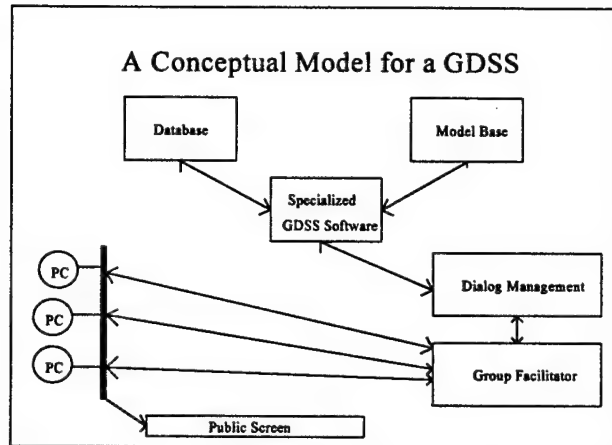 A Conceptual Model for a GDSS
Database
Model Base
Specialized
GDSS Software
PC
Dialog Management
PC
PC
Group Facilitator
Public Screen